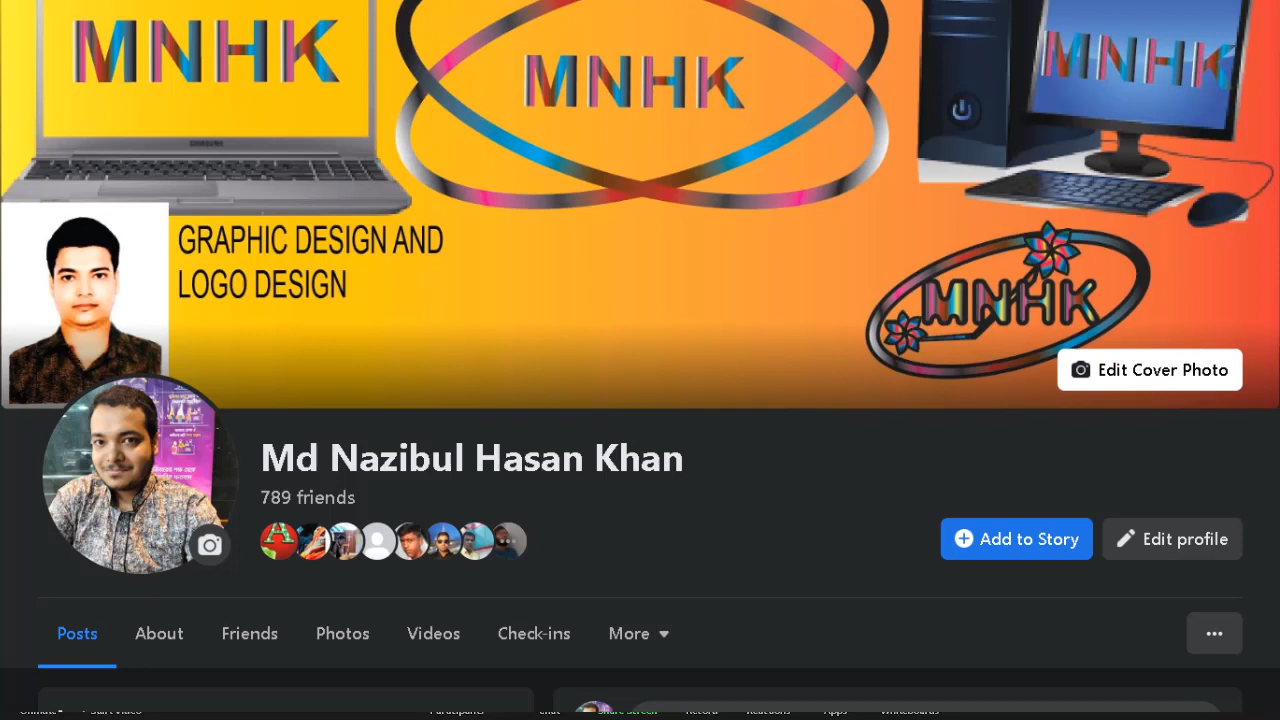 MNHK
MNHK
MNHK
SAMSUNG
GRAPHIC DESIGN AND
LOGO DESIGN
MNHK
Edit Cover Photo
Md Nazibul Hasan Khan
789 friends
Add to Story
Edit profile
Posts
About
Friends
Photos
Videos
Check-ins
More